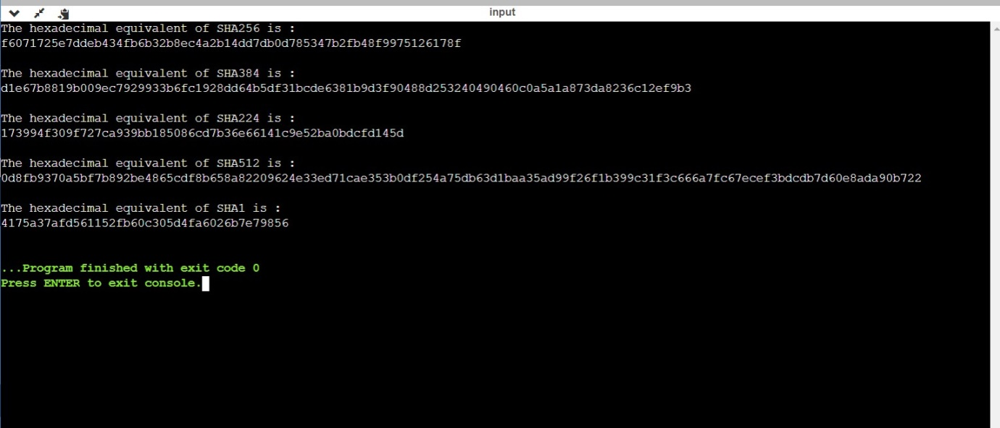 input
The hexadecimal equivalent of SHA256 is :
f6071725e7ddeb434fb6b32b8ec4a2b14dd7db0d785347b2fb48f9975126178f
The hexadecimal equivalent of SHA384 is :
d1e67b8819b009ec7929933b6fc1928dd64b5df31bcde6381b9d3f90488d253240490460c0a5a1a873da8236c12ef9b3
The hexadecimal equivalent of SHA224 is :
173994f309f727ca939bb185086cd7b36e66141c9e52ba0bdcfd145d
The hexadecimal equivalent of SHA512 is :
0d8fb9370a5bf7b892be4865cdf8b658a82209624e33ed71cae353b0df254a75db63d1baa35ad99f26f1b399c31f3c666a7fc67ecef3bdcdb7d60e8ada90b722
The hexadecimal equivalent of SHA1 is :
4175a37afd561152fb60c305d4fa6026b7e79856
...Program finished with exit code 0
Press ENTER to exit console.